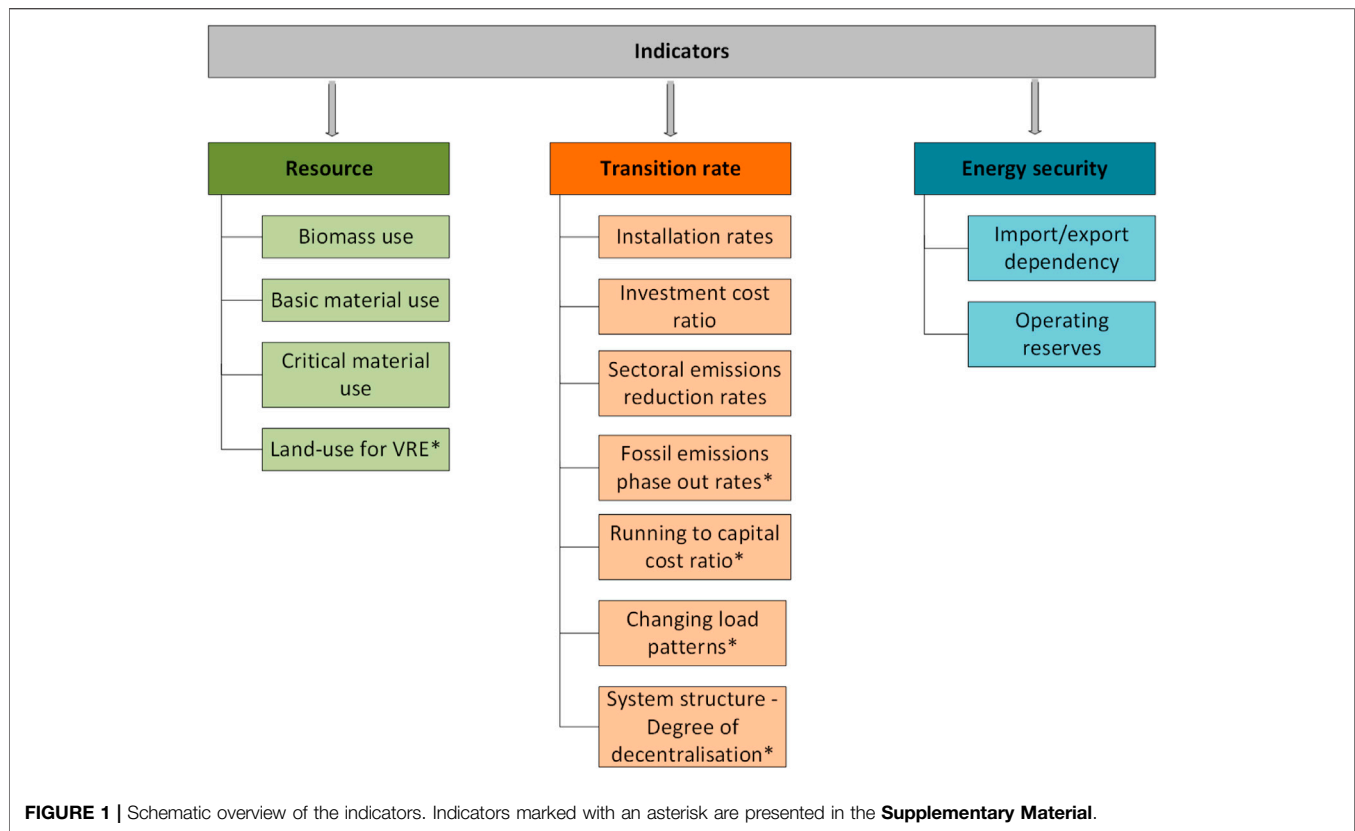 Indicators
Resource
Biomass use
Basic material use
Critical material
use
Land-use for VRE*
Transition rate
Installation rates
Investment cost
ratio
Sectoral emissions
reduction rates
Fossil emissions
phase out rates*
Running to capital
cost ratio*
Changing load
patterns*
System structure -
Degree of
decentralisation*
Energy security
Import/export
dependency
Operating
reserves
FIGURE 1 | Schematic overview of the indicators. Indicators marked with an asterisk are presented in the Supplementary Material.